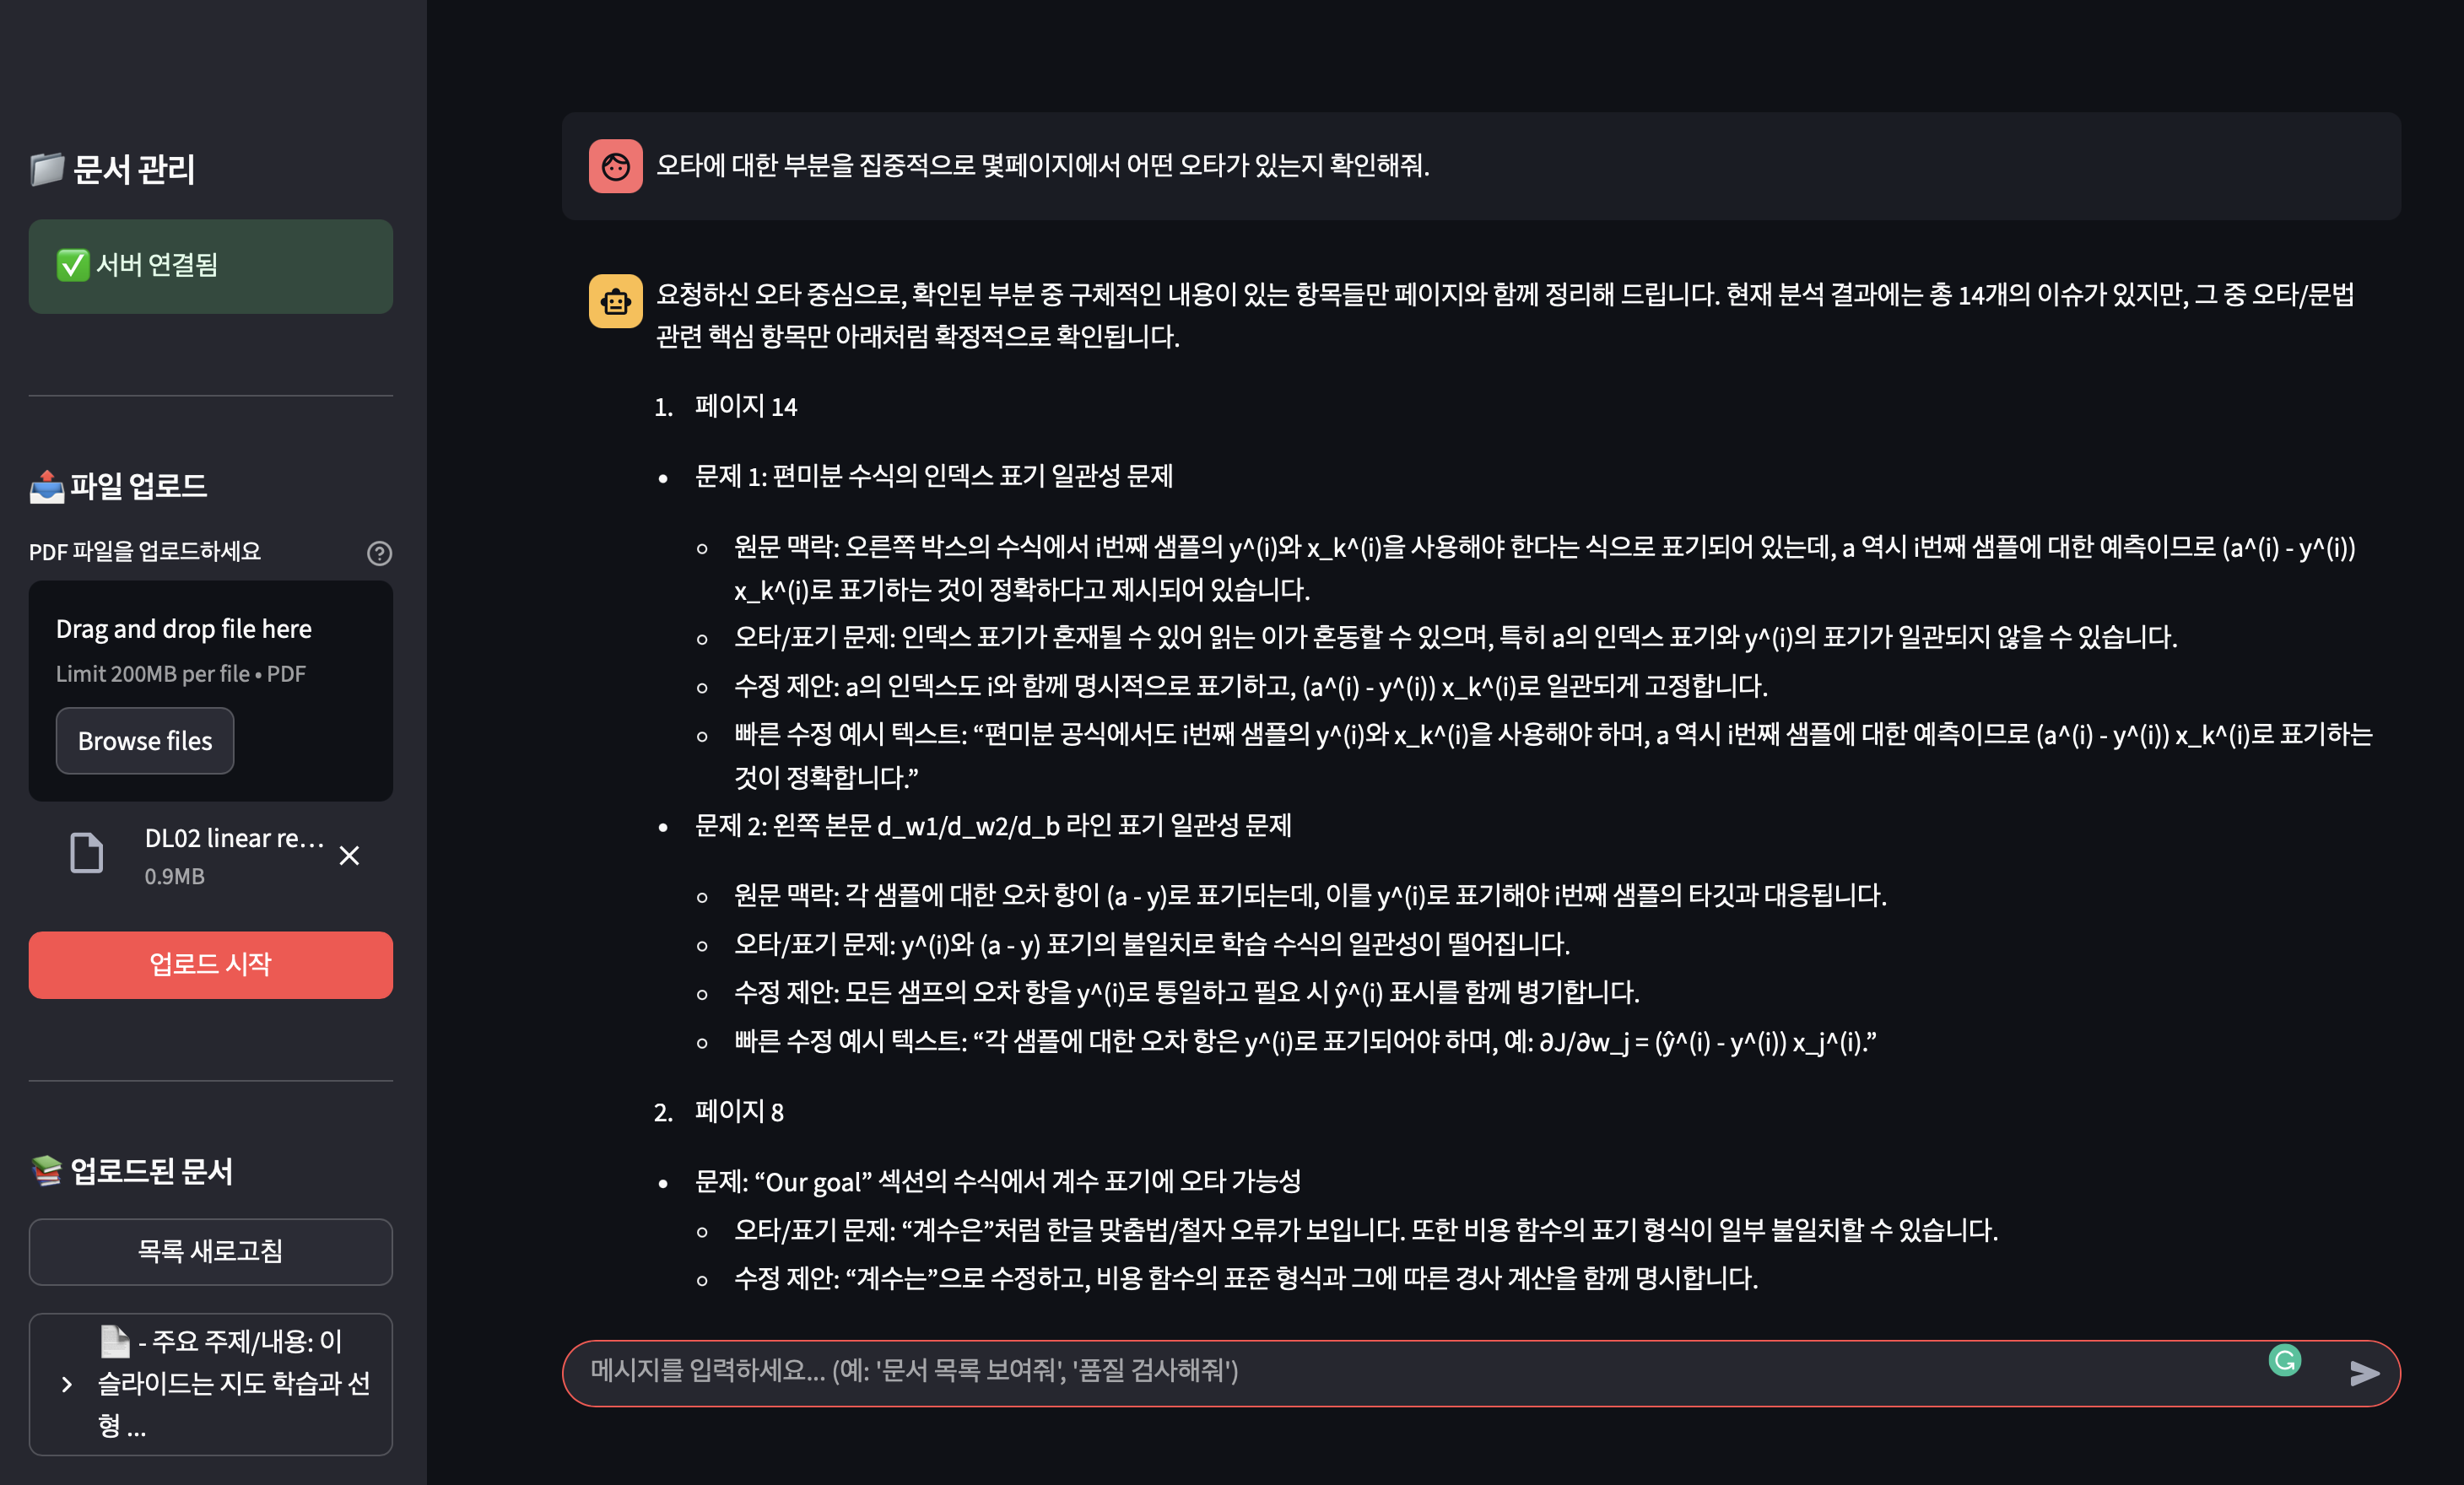 문서 관리
서버 연결됨
파일 업로드
PDF 파일을 업로드하세요
Drag and drop file here
Limit 200MB per file • PDF
Browse files
DL02 linear re...
0.9MB
업로드 시작
업로드된 문서
목록 새로고침
- 주요 주제/내용: 이
슬라이드는 지도 학습과 선
형 ...
오타에 대한 부분을 집중적으로 몇페이지에서 어떤 오타가 있는지 확인해줘.
요청하신 오타 중심으로, 확인된 부분 중 구체적인 내용이 있는 항목들만 페이지와 함께 정리해 드립니다. 현재 분석 결과에는 총 14개의 이슈가 있지만, 그 중 오타/문법
관련 핵심 항목만 아래처럼 확정적으로 확인됩니다.
1. 페이지 14
• 문제 1: 편미분 수식의 인덱스 표기 일관성 문제
○ 원문 맥락: 오른쪽 박스의 수식에서 i번째 샘플의 y^(i)와 x_k^(i)을 사용해야 한다는 식으로 표기되어 있는데, a 역시 i번째 샘플에 대한 예측이므로 (a^(i) - y^(i))
x_k^(i)로 표기하는 것이 정확하다고 제시되어 있습니다.
○ 오타/표기 문제: 인덱스 표기가 혼재될 수 있어 읽는 이가 혼동할 수 있으며, 특히 a의 인덱스 표기와 y^(i)의 표기가 일관되지 않을 수 있습니다.
○ 수정 제안: a의 인덱스도 i와 함께 명시적으로 표기하고, (a^(i) - y^(i)) x_k^(i)로 일관되게 고정합니다.
○ 빠른 수정 예시 텍스트: “편미분 공식에서도 i번째 샘플의 y^(i)와 x_k^(i)을 사용해야 하며, a 역시 i번째 샘플에 대한 예측이므로 (a^(i) - y^(i)) x_k^(i)로 표기하는
것이 정확합니다.”
• 문제 2: 왼쪽 본문 d_w1/d_w2/d_b 라인 표기 일관성 문제
○ 원문 맥락: 각 샘플에 대한 오차 항이 (a - y)로 표기되는데, 이를 y^(i)로 표기해야 i번째 샘플의 타깃과 대응됩니다.
○ 오타/표기 문제: y^(i)와 (a - y) 표기의 불일치로 학습 수식의 일관성이 떨어집니다.
○ 수정 제안: 모든 샘프의 오차 항을 y^(i)로 통일하고 필요 시 ŷ^(i) 표시를 함께 병기합니다.
○ 빠른 수정 예시 텍스트: “각 샘플에 대한 오차 항은 y^(i)로 표기되어야 하며, 예: ∂J/∂w_j = (ŷ^(i) - y^(i)) x_j^(i).”
2. 페이지 8
• 문제: “Our goal” 섹션의 수식에서 계수 표기에 오타 가능성
○ 오타/표기 문제: “계수은”처럼 한글 맞춤법/철자 오류가 보입니다. 또한 비용 함수의 표기 형식이 일부 불일치할 수 있습니다.
○ 수정 제안: “계수는”으로 수정하고, 비용 함수의 표준 형식과 그에 따른 경사 계산을 함께 명시합니다.
메시지를 입력하세요... (예: '문서 목록 보여줘', '품질 검사해줘')